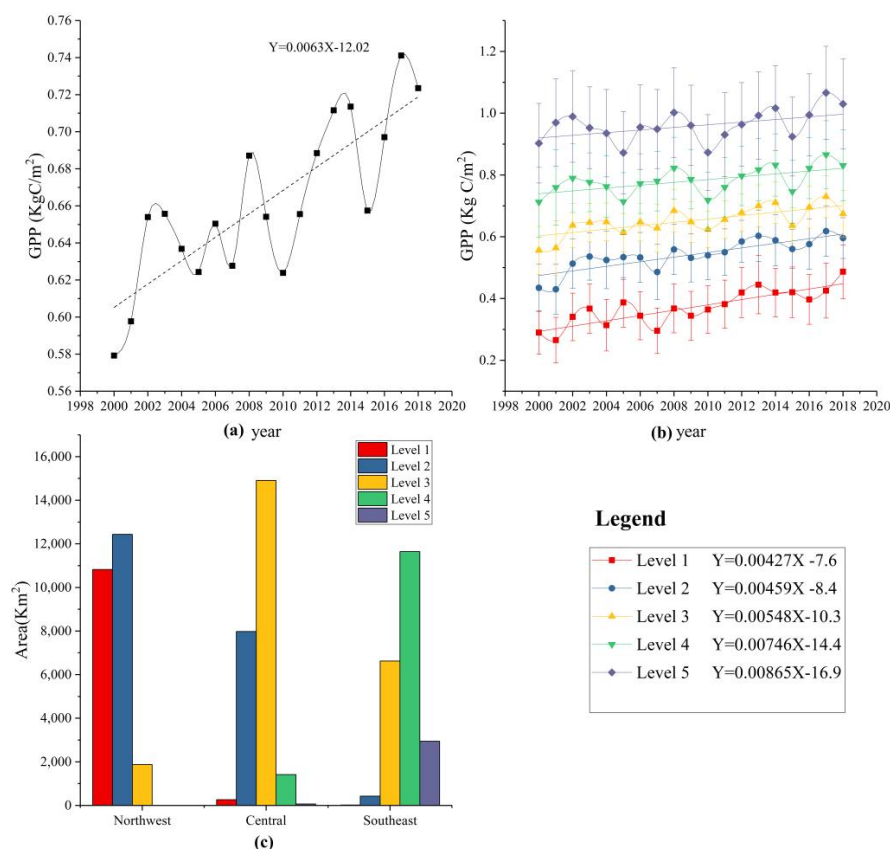 0.76
0.74
0.72
0.70
0.68
0.66
0.64
0.62
0.60
0.58
0.56
GPP (KgC/m²)
Y=0.0063X-12.02
1998 2000 2002 2004 2006 2008 2010 2012 2014 2016 2018 2020
(a) year
1.2
1.0
0.8
0.6
0.4
0.2
GPP (Kg C/m²)
1998 2000 2002 2004 2006 2008 2010 2012 2014 2016 2018 2020
(b) year
16,000
14,000
12,000
10,000
8,000
6,000
4,000
2,000
0
Area(Km²)
Level 1
Level 2
Level 3
Level 4
Level 5
Northwest Central Southeast
(c)
Legend
Level 1 Y=0.00427X -7.6
Level 2 Y=0.00459X -8.4
Level 3 Y=0.00548X-10.3
Level 4 Y=0.00746X-14.4
Level 5 Y=0.00865X-16.9